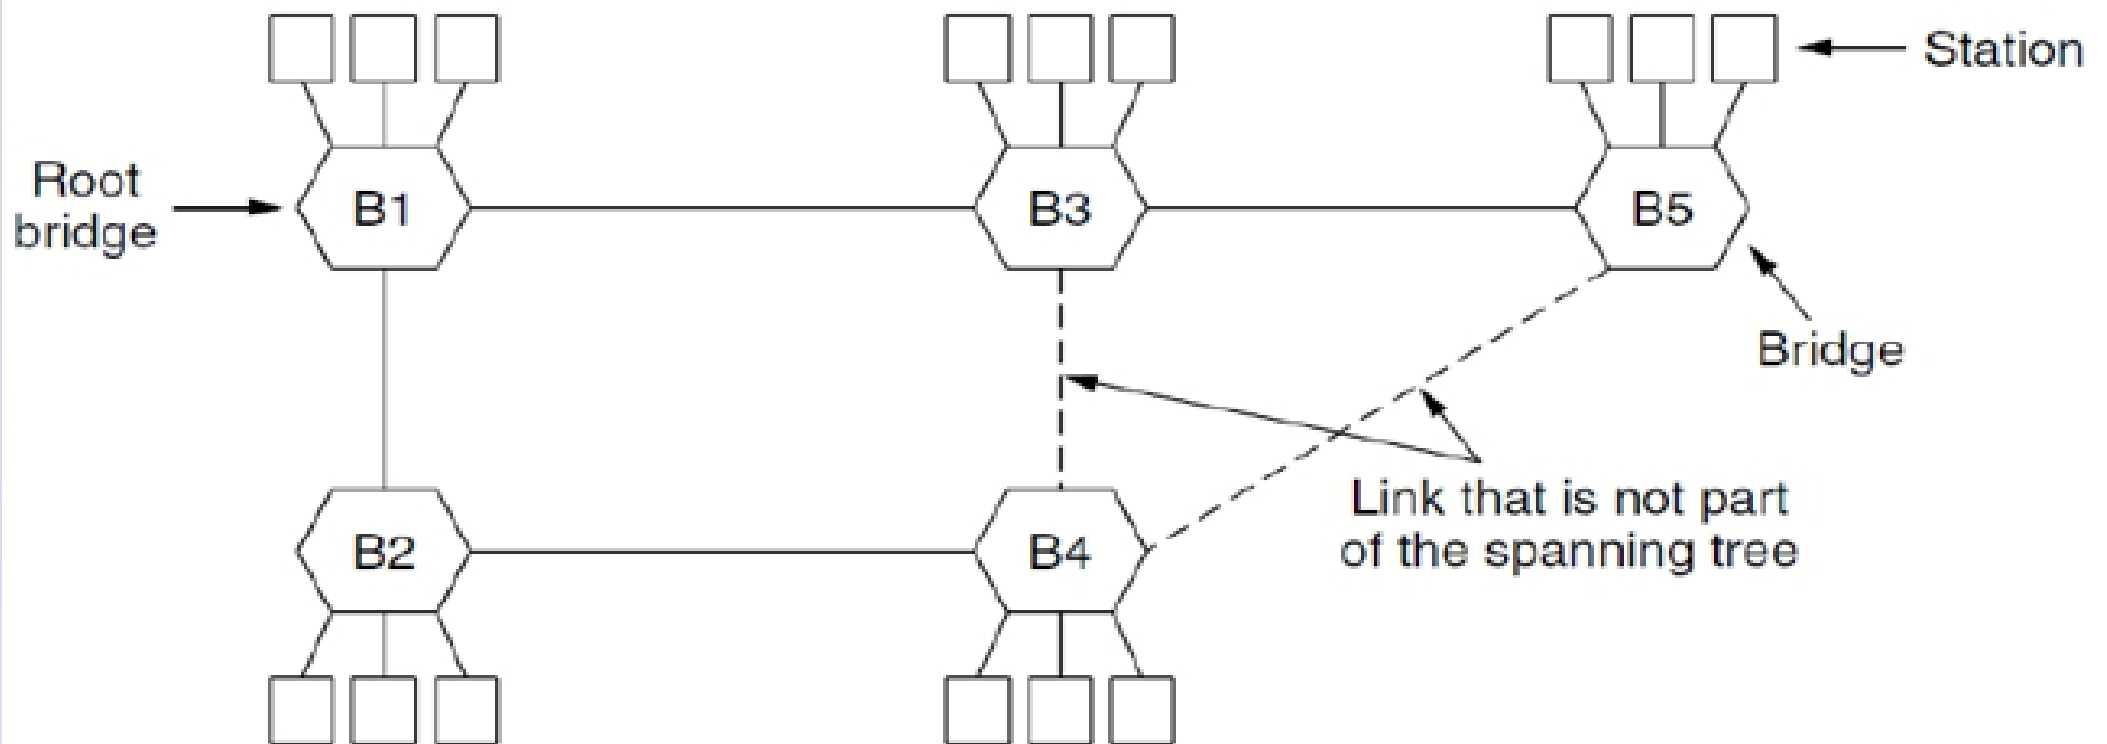 Station
Root
bridge
B1
B3
B5
Bridge
Link that is not part
of the spanning tree
B2
B4